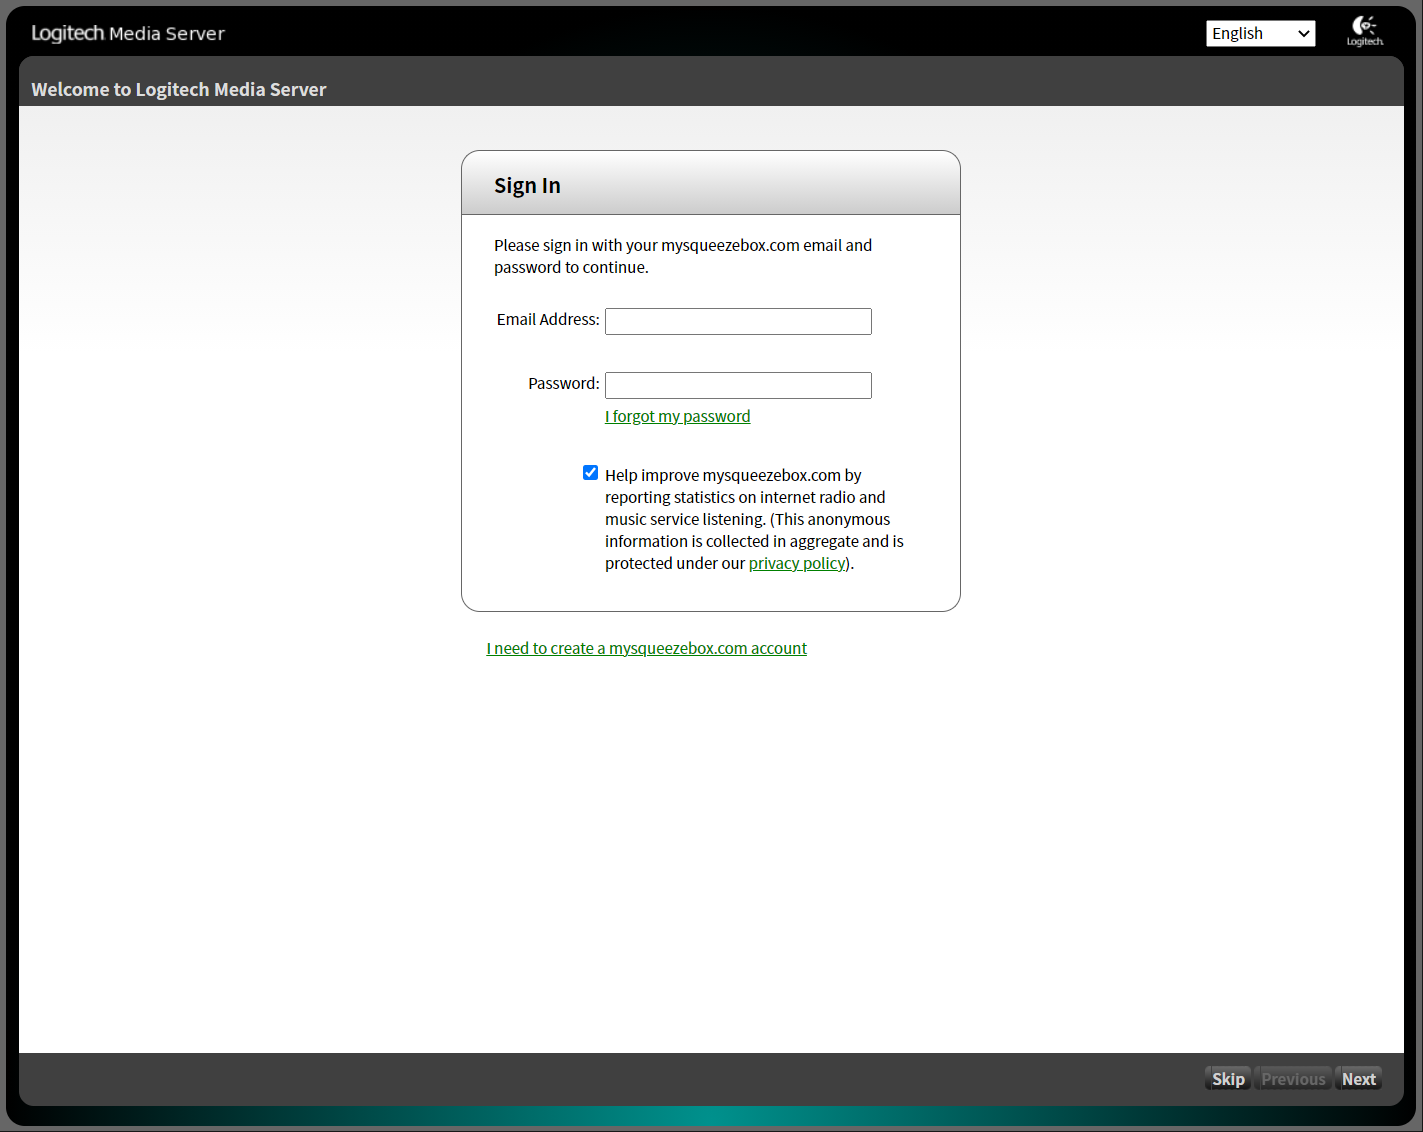 Logitech Media Server
English
Logitech
Welcome to Logitech Media Server
Sign In
Please sign in with your mysqueezebox.com email and
password to continue.
Email Address:
Password:
I forgot my password
Help improve mysqueezebox.com by
reporting statistics on internet radio and
music service listening. (This anonymous
information is collected in aggregate and is
protected under our privacy policy).
I need to create a mysqueezebox.com account
Skip Previous Next